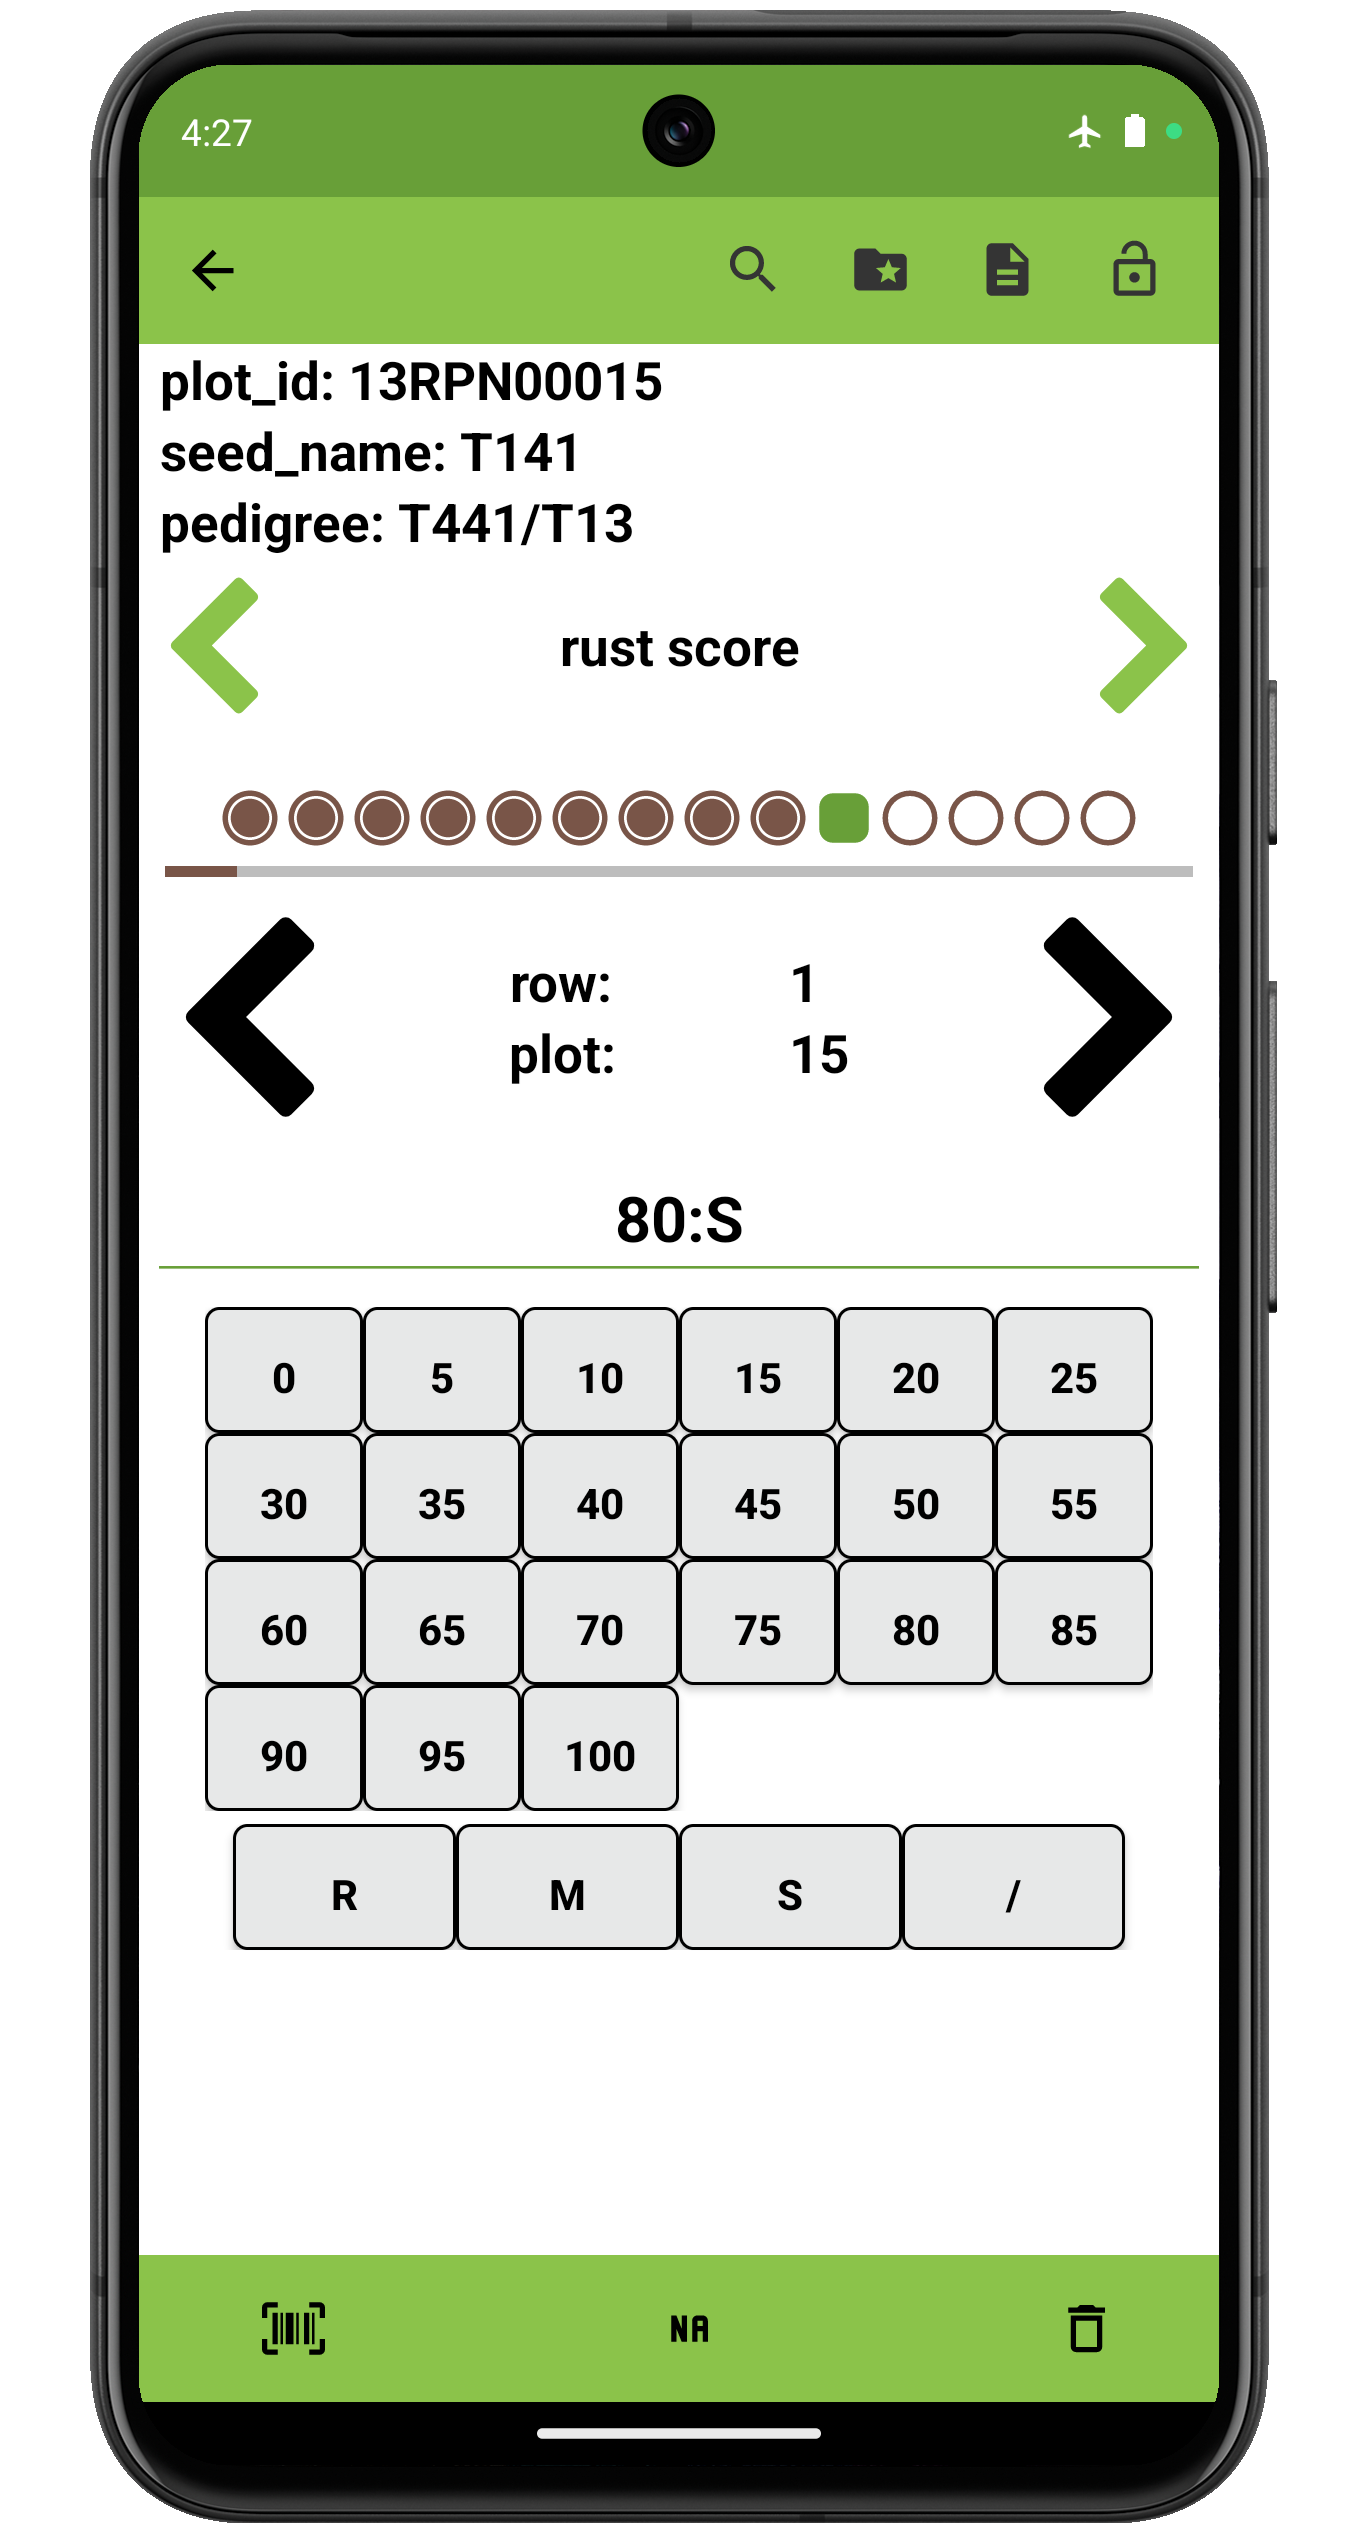 4:27
plot_id: 13RPN00015
seed_name: T141
pedigree: T441/T13
rust score
row: 1
plot: 15
80:S
0 5 10 15 20 25
30 35 40 45 50 55
60 65 70 75 80 85
90 95 100
R M S /
NA